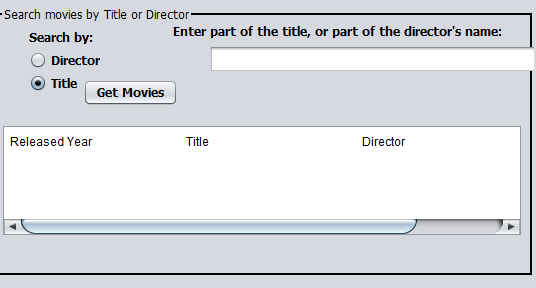 Search movies by Title or Director
Search by:
Enter part of the title, or part of the director's name:
Director
Title
Get Movies
Released Year Title Director